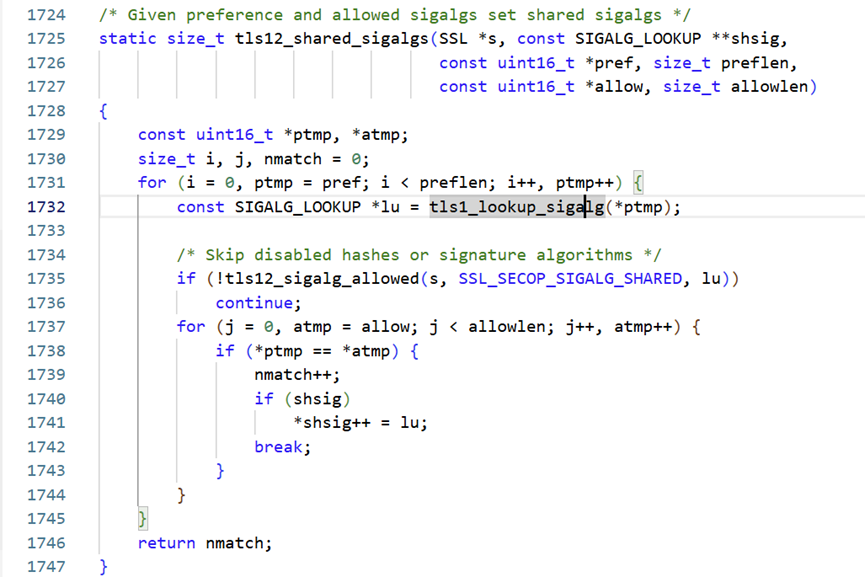 1724 /* Given preference and allowed sigalgs set shared sigalgs */
1725 static size_t tls12_shared_sigalgs(SSL *s, const SIGALG_LOOKUP **shsig,
1726                                    const uint16_t *pref, size_t preflen,
1727                                    const uint16_t *allow, size_t allowlen)
1728 {
1729     const uint16_t *ptmp, *atmp;
1730     size_t i, j, nmatch = 0;
1731     for (i = 0, ptmp = pref; i < preflen; i++, ptmp++) {
1732         const SIGALG_LOOKUP *lu = tls1_lookup_sigalg(*ptmp);
1733
1734         /* Skip disabled hashes or signature algorithms */
1735         if (!tls12_sigalg_allowed(s, SSL_SECOP_SIGALG_SHARED, lu))
1736             continue;
1737         for (j = 0, atmp = allow; j < allowlen; j++, atmp++) {
1738             if (*ptmp == *atmp) {
1739                 nmatch++;
1740                 if (shsig)
1741                     *shsig++ = lu;
1742                 break;
1743             }
1744         }
1745     }
1746     return nmatch;
1747 }